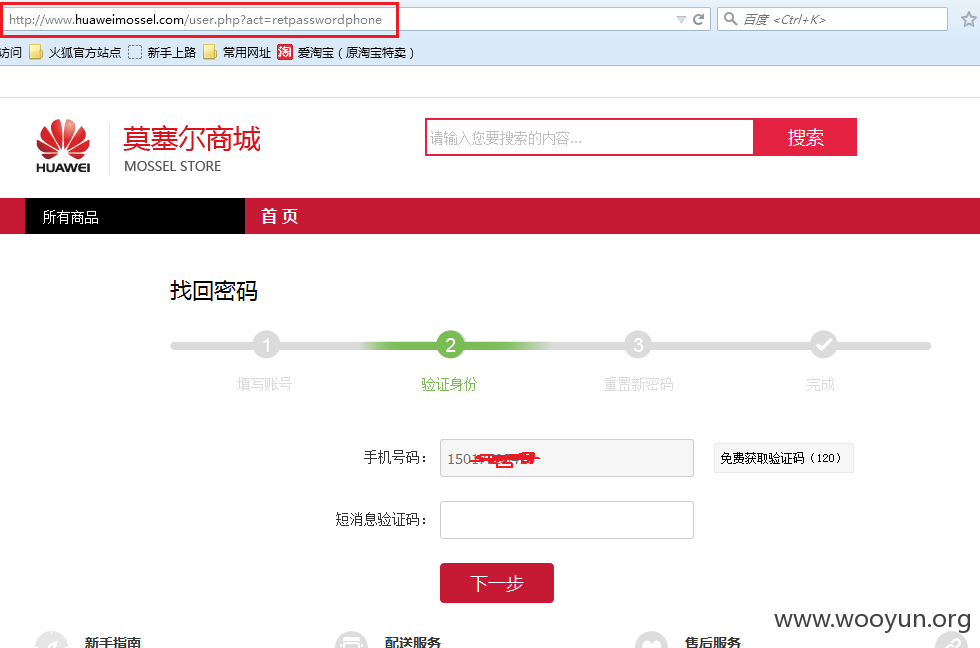 http://www.huaweimossel.com/user.php?act=retpasswordphone
百度 <Ctrl+K>
访问 火狐官方站点 新手上路 常用网址 淘 爱淘宝（原淘宝特卖）
HUAWEI
莫塞尔商城
MOSSEL STORE
请输入您要搜索的内容...
搜索
所有商品
首 页
找回密码
1 2 3
填写账号 验证身份 重置新密码 完成
手机号码： 150
免费获取验证码（120）
短消息验证码：
下一步
www.wooyun.org
新手指南 配送服务 售后服务